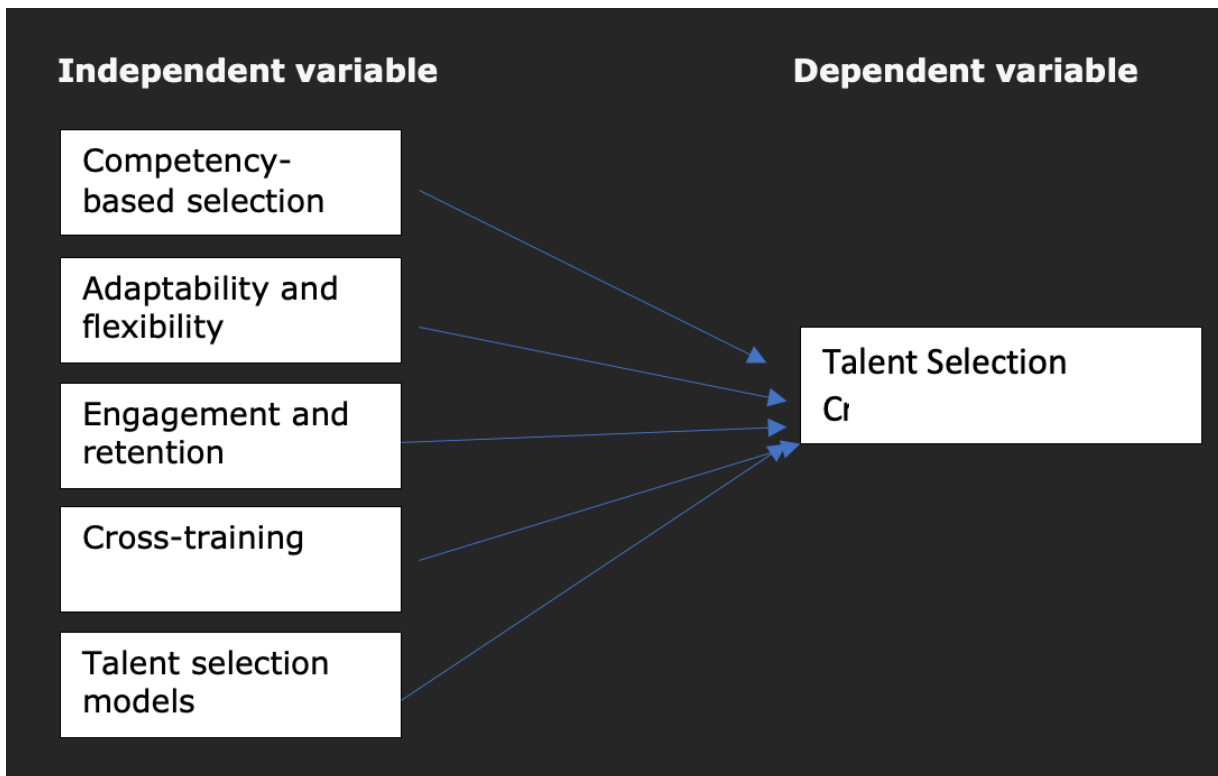 Independent variable
Dependent variable
Competency-
based selection
Adaptability and
flexibility
Engagement and
retention
Cross-training
Talent selection
models
Talent Selection
Cr